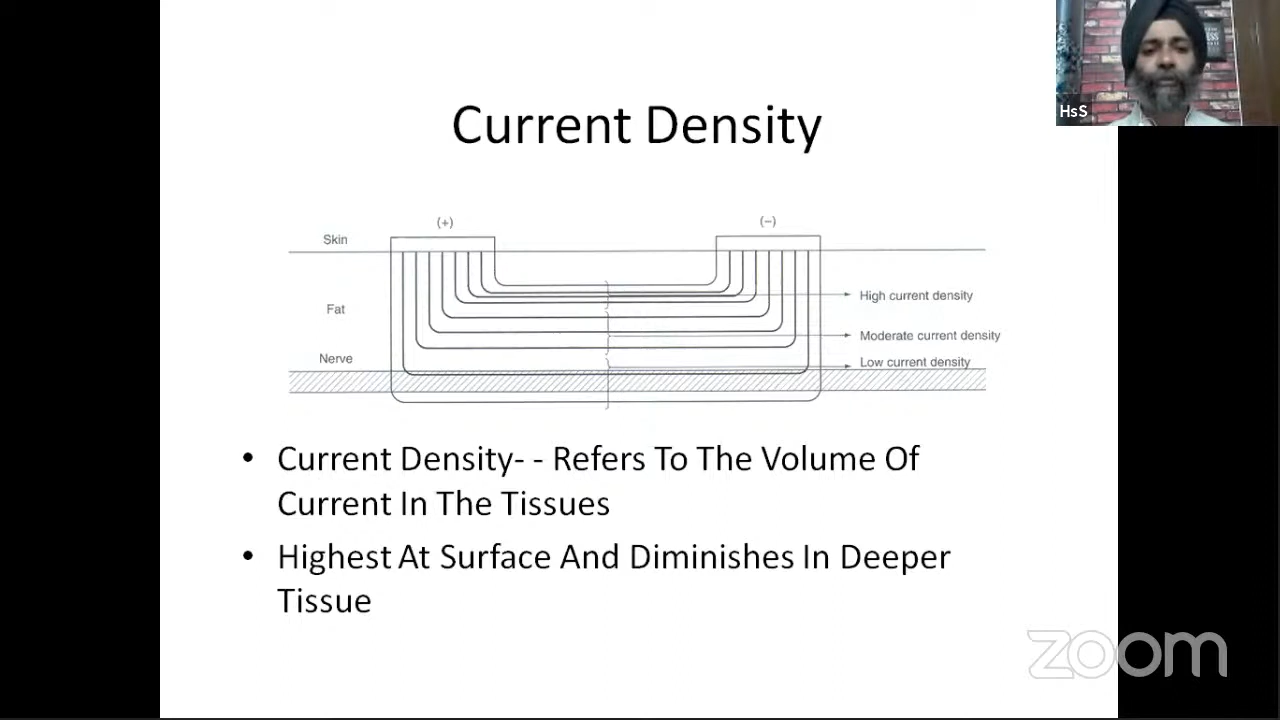 HsS
Current Density
(+)
(–)
Skin
Fat
Nerve
High current density
Moderate current density
Low current density
• Current Density- - Refers To The Volume Of
Current In The Tissues
• Highest At Surface And Diminishes In Deeper
Tissue
zoom